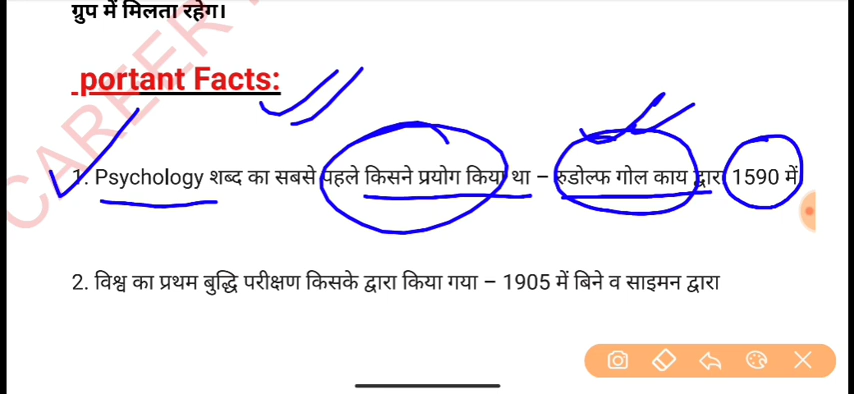 ग्रुप में मिलता रहेगा।
portant Facts:
1. Psychology शब्द का सबसे पहले किसने प्रयोग किया था – रुडोल्फ गोल काय द्वारा 1590 में
2. विश्व का प्रथम बुद्धि परीक्षण किसके द्वारा किया गया – 1905 में बिने व साइमन द्वारा
CAREER